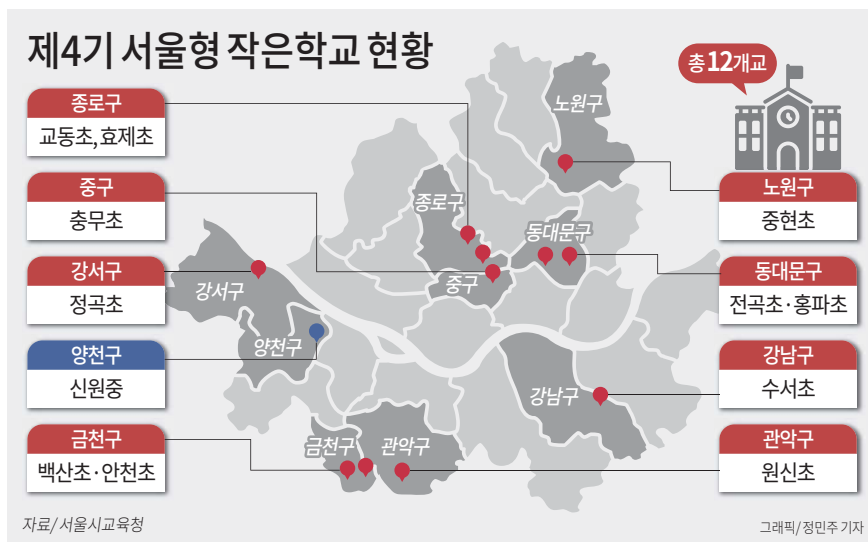 제4기 서울형 작은학교 현황
총 12개교
종로구
교동초, 효제초
중구
충무초
강서구
정곡초
양천구
신원중
금천구
백산초·안천초
노원구
중현초
동대문구
전곡초·홍파초
강남구
수서초
관악구
원신초
노원구
종로구
동대문구
중구
강서구
양천구
강남구
금천구
관악구
자료/서울시교육청
그래픽/정민주 기자